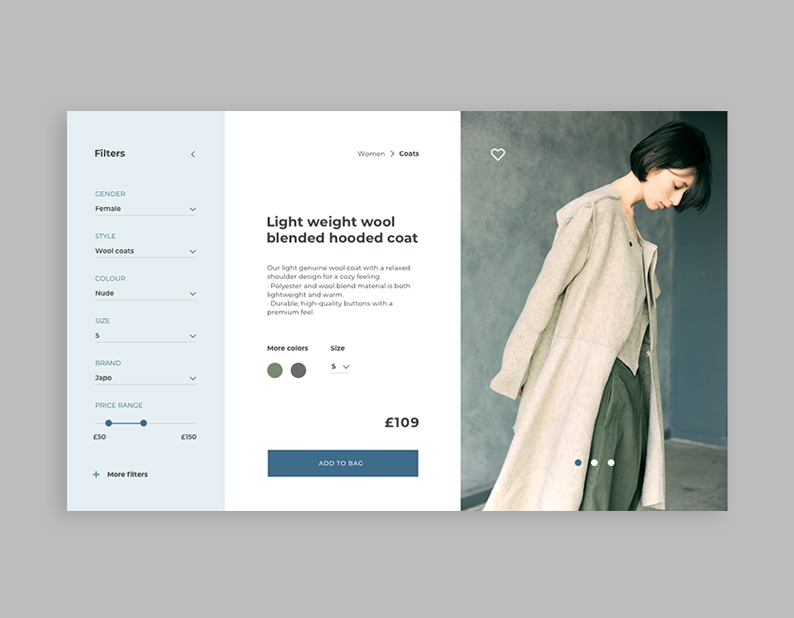 Filters
GENDER
Female
STYLE
Wool coats
COLOUR
Nude
SIZE
S
BRAND
Japo
PRICE RANGE
£50 £150
+ More filters
Women > Coats
Light weight wool
blended hooded coat
Our light genuine wool coat with a relaxed
shoulder design for a cozy feeling.
· Polyester and wool blend material is both
lightweight and warm.
· Durable, high-quality buttons with a
premium feel.
More colors Size
S
£109
ADD TO BAG